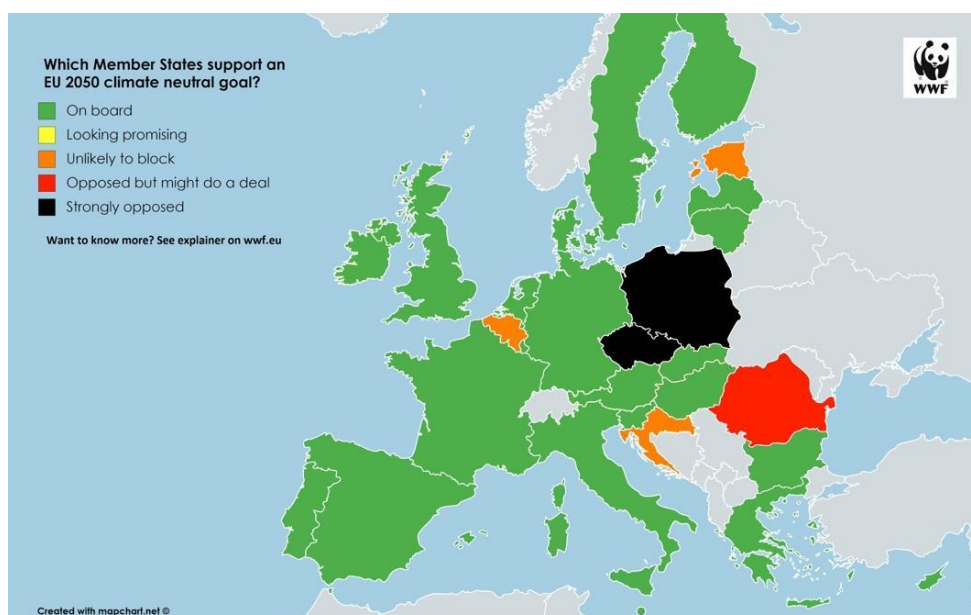 Which Member States support an
EU 2050 climate neutral goal?
On board
Looking promising
Unlikely to block
Opposed but might do a deal
Strongly opposed
Want to know more? See explainer on wwf.eu
WWF
Created with mapchart.net ©